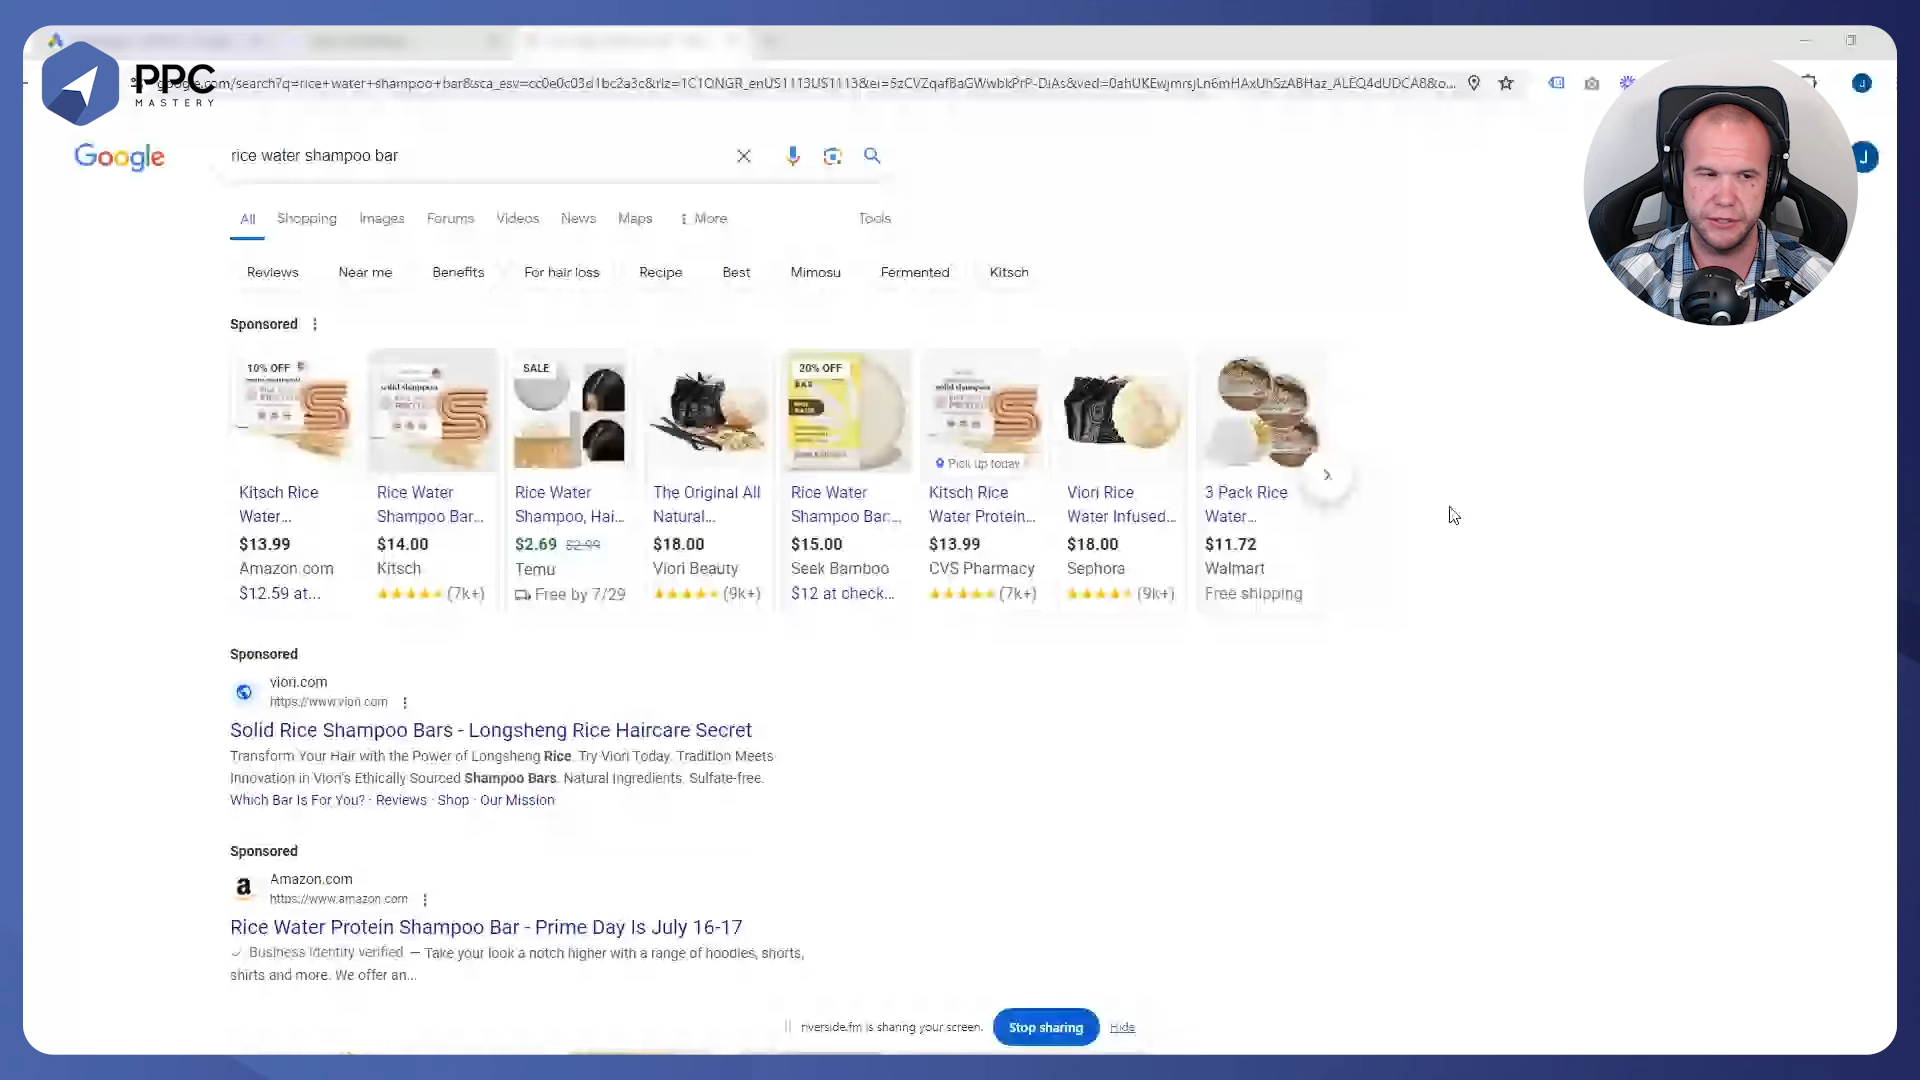 PPC
MASTERY
google.com/search?q=rice+water+shampoo+bar&sca_esv=cc0e0c03d1bc2a3c&rlz=1C1ONGR_enUS1113US1113&ei=5zCVZqafBaGWwbkPrP-DiAs&ved=0ahUKEwjmrsjLn6mHAxUhSzABHaz_ALEQ4dUDCA8&o...
Google
rice water shampoo bar
J
All Shopping Images Forums Videos News Maps More Tools
Reviews Near me Benefits For hair loss Recipe Best Mimosu Fermented Kitsch
Sponsored
10% OFF
solid shampoo
SALE
20% OFF
BAR
solid shampoo
Pick up today
Kitsch Rice Water...
$13.99
Amazon.com
$12.59 at...
Rice Water Shampoo Bar...
$14.00
Kitsch
(7k+)
Rice Water Shampoo, Hai...
$2.69 $2.99
Temu
Free by 7/29
The Original All Natural...
$18.00
Viori Beauty
(9k+)
Rice Water Shampoo Bar:...
$15.00
Seek Bamboo
$12 at check...
Kitsch Rice Water Protein...
$13.99
CVS Pharmacy
(7k+)
Viori Rice Water Infused...
$18.00
Sephora
(9k+)
3 Pack Rice Water...
$11.72
Walmart
Free shipping
Sponsored
viori.com
https://www.viori.com
Solid Rice Shampoo Bars - Longsheng Rice Haircare Secret
Transform Your Hair with the Power of Longsheng Rice. Try Viori Today. Tradition Meets
Innovation in Viori's Ethically Sourced Shampoo Bars. Natural Ingredients. Sulfate-free.
Which Bar Is For You? · Reviews · Shop · Our Mission
Sponsored
a
Amazon.com
https://www.amazon.com
Rice Water Protein Shampoo Bar - Prime Day Is July 16-17
Business identity verified — Take your look a notch higher with a range of hoodies, shorts,
shirts and more. We offer an...
riverside.fm is sharing your screen. Stop sharing Hide